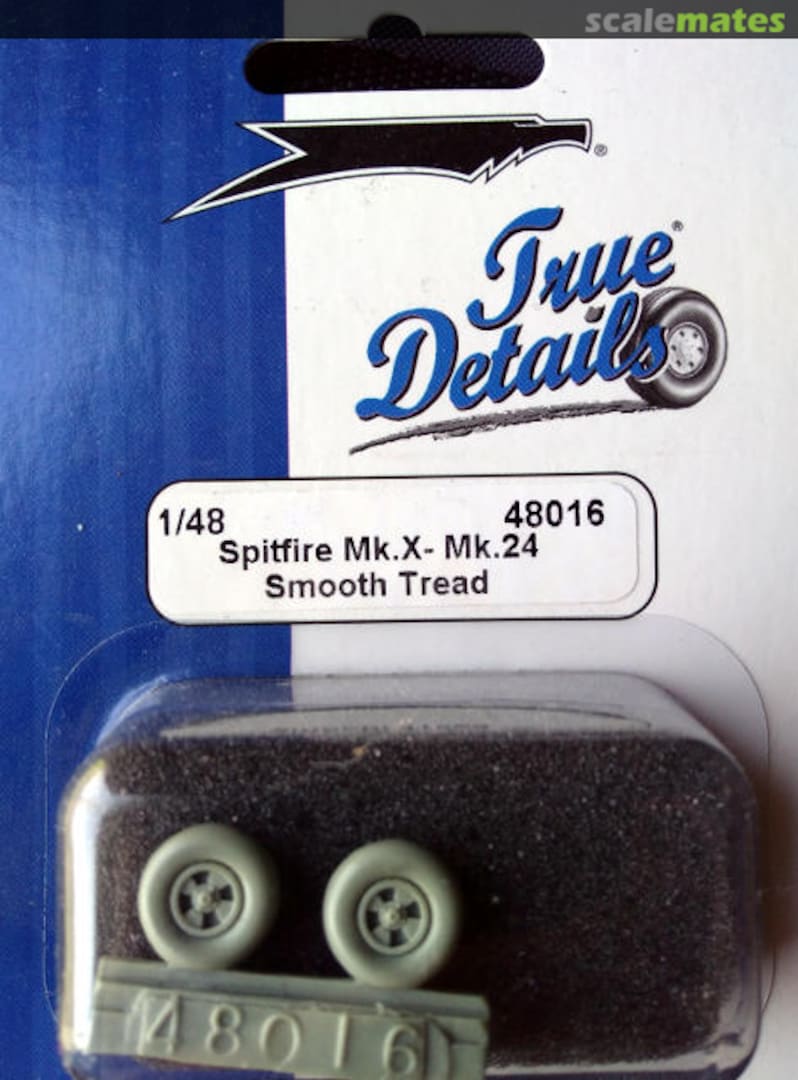 scalemates
®
True®
Details
1/48 48016
Spitfire Mk.X- Mk.24
Smooth Tread
48016